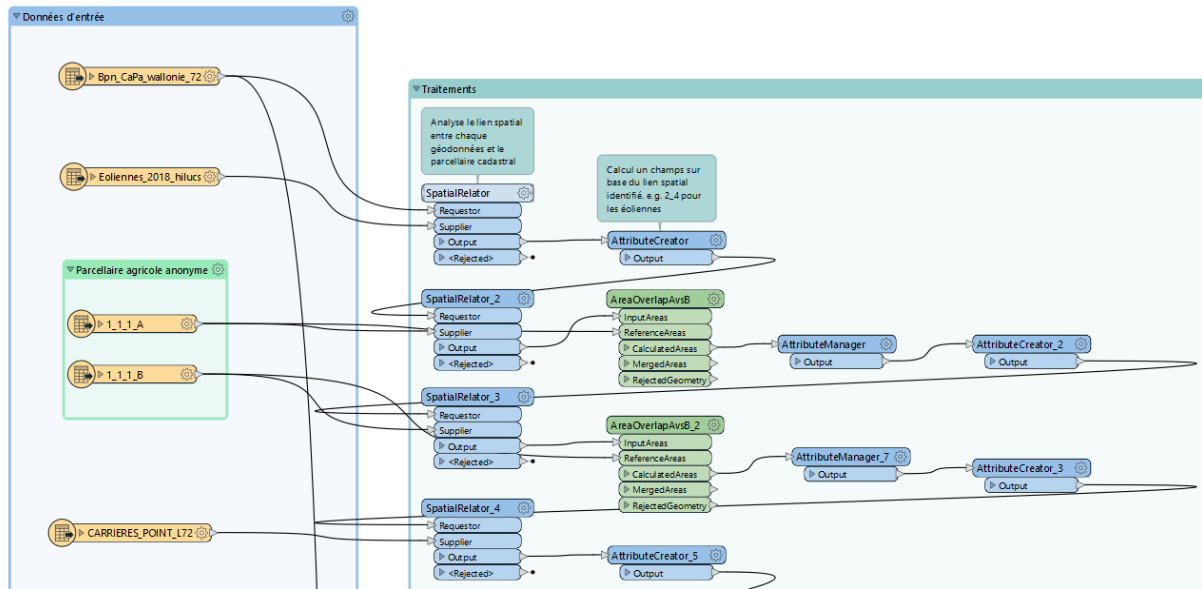 Données d'entrée
Bpn_CaPa_wallonie_72
Eoliennes_2018_hilucs
Parcellaire agricole anonyme
1_1_1_A
1_1_1_B
CARRIERES_POINT_L72
Traitements
Analyse le lien spatial
entre chaque
géodonnées et le
parcellaire cadastral
Calcul un champs sur
base du lien spatial
identifié. e.g. 2_4 pour
les éoliennes
SpatialRelator
Requestor
Supplier
Output
<Rejected>
AttributeCreator
Output
SpatialRelator_2
Requestor
Supplier
Output
<Rejected>
AreaOverlapAvsB
InputAreas
ReferenceAreas
CalculatedAreas
MergedAreas
RejectedGeometry
AttributeManager
Output
AttributeCreator_2
Output
SpatialRelator_3
Requestor
Supplier
Output
<Rejected>
AreaOverlapAvsB_2
InputAreas
ReferenceAreas
CalculatedAreas
MergedAreas
RejectedGeometry
AttributeManager_7
Output
AttributeCreator_3
Output
SpatialRelator_4
Requestor
Supplier
Output
<Rejected>
AttributeCreator_5
Output